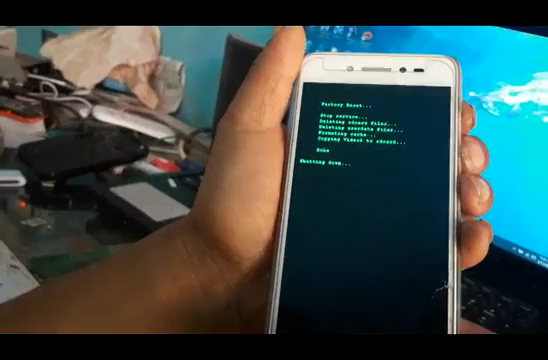 Factory Reset...
Stop service...
Deleting sdcard files...
Deleting userdata files...
Formatting cache...
Copying Videos to sdcard...
Done
Shutting down...